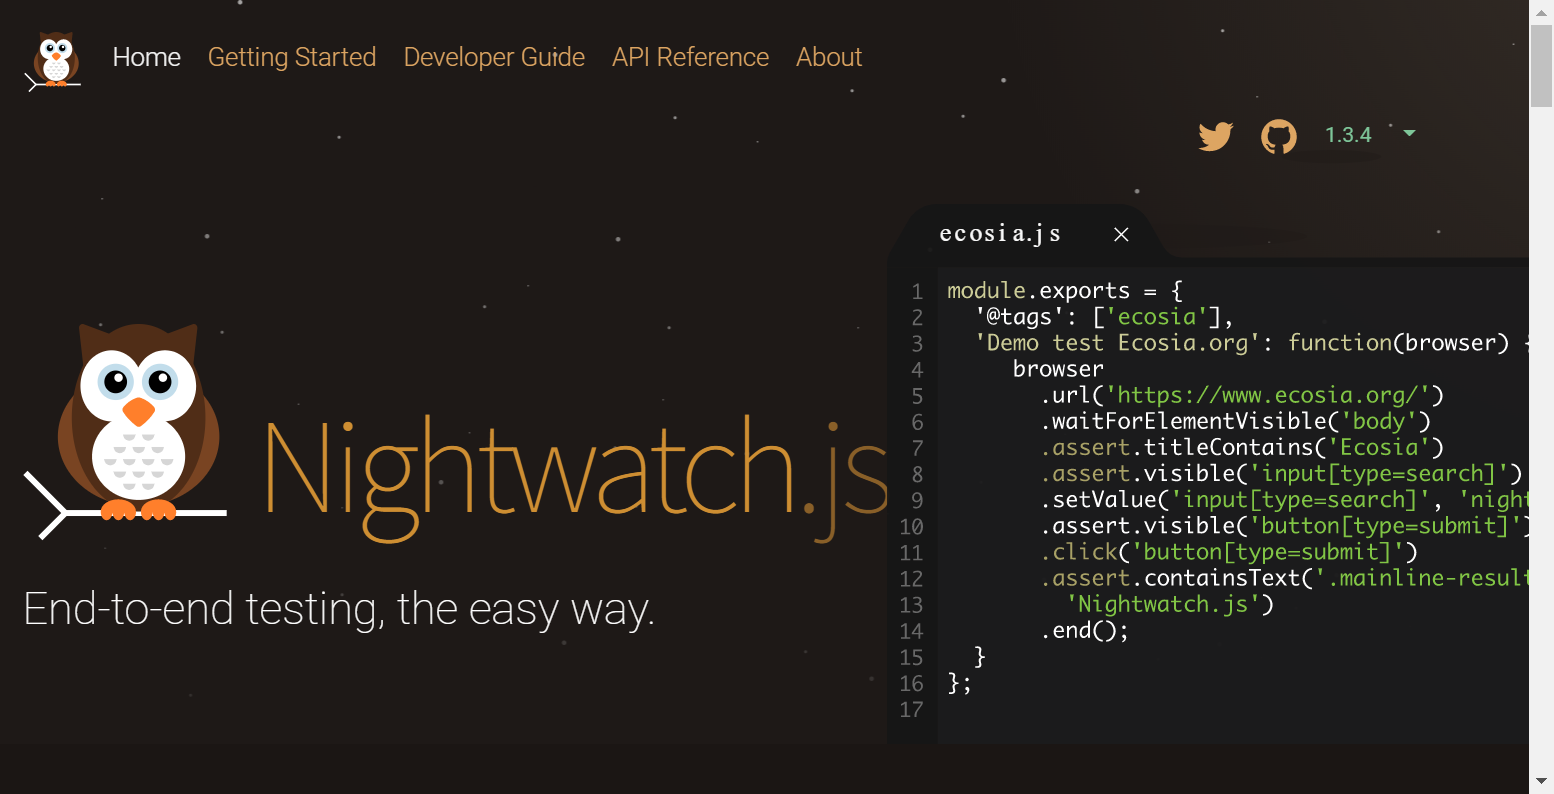 Home Getting Started Developer Guide API Reference About
1.3.4
ecosia.js
Nightwatch.js
End-to-end testing, the easy way.
1 module.exports = {
2 '@tags': ['ecosia'],
3 'Demo test Ecosia.org': function(browser) {
4 browser
5 .url('https://www.ecosia.org/')
6 .waitForElementVisible('body')
7 .assert.titleContains('Ecosia')
8 .assert.visible('input[type=search]')
9 .setValue('input[type=search]', 'night
10 .assert.visible('button[type=submit]')
11 .click('button[type=submit]')
12 .assert.containsText('.mainline-result
13 'Nightwatch.js')
14 .end();
15 }
16 };
17